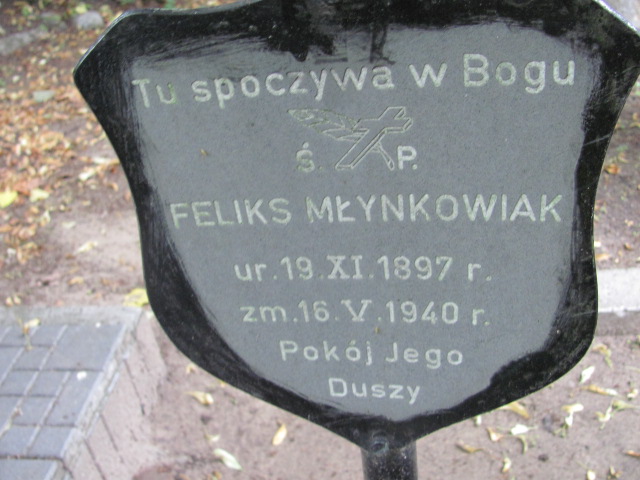 Tu spoczywa w Bogu
Ś. P.
FELIKS MŁYNKOWIAK
ur. 19.XI.1897 r.
zm. 16.V.1940 r.
Pokój Jego
Duszy